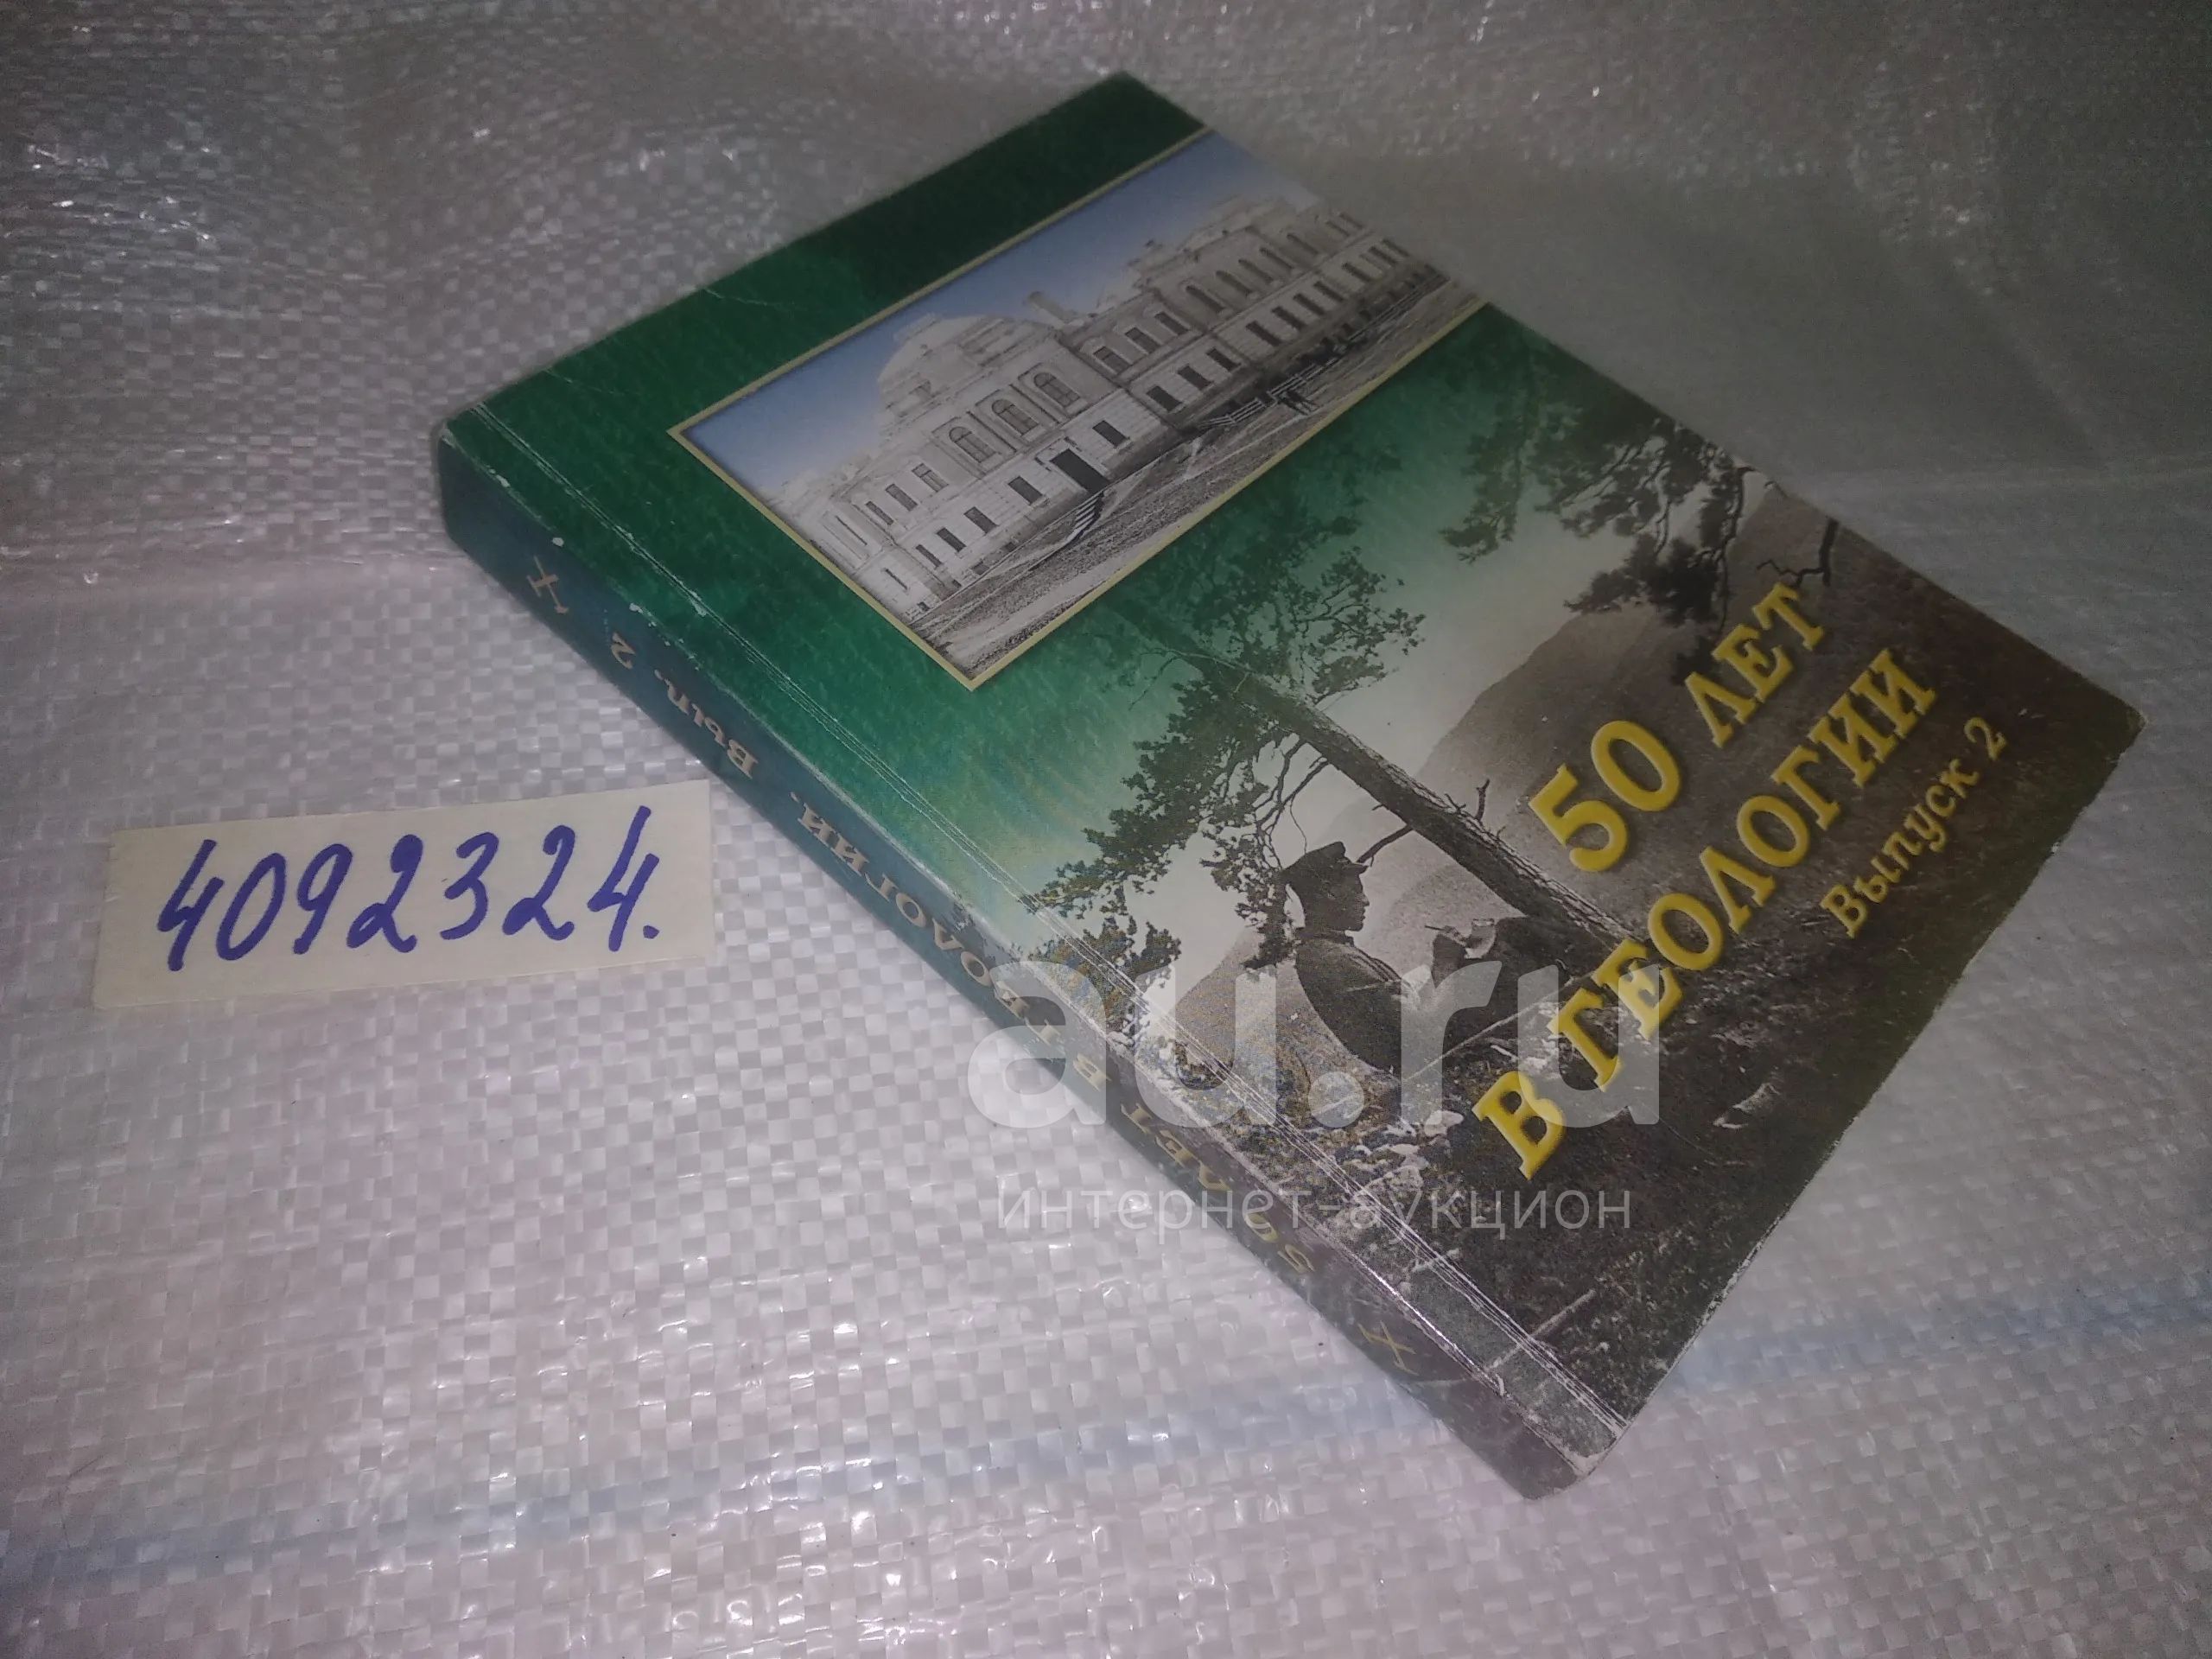 50 ЛЕТ
В ГЕОЛОГИИ
Выпуск 2
50 ЛЕТ В ГЕОЛОГИИ. Вып. 2
4092324.
au.ru
интернет-аукцион